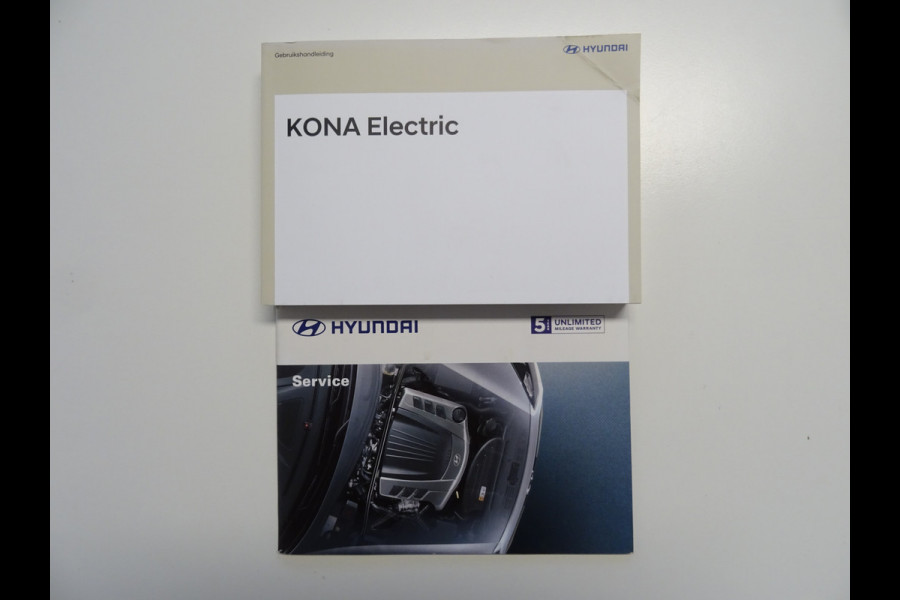 Gebruikshandleiding
HYUNDAI
KONA Electric
HYUNDAI
5 UNLIMITED
MILEAGE WARRANTY
Service